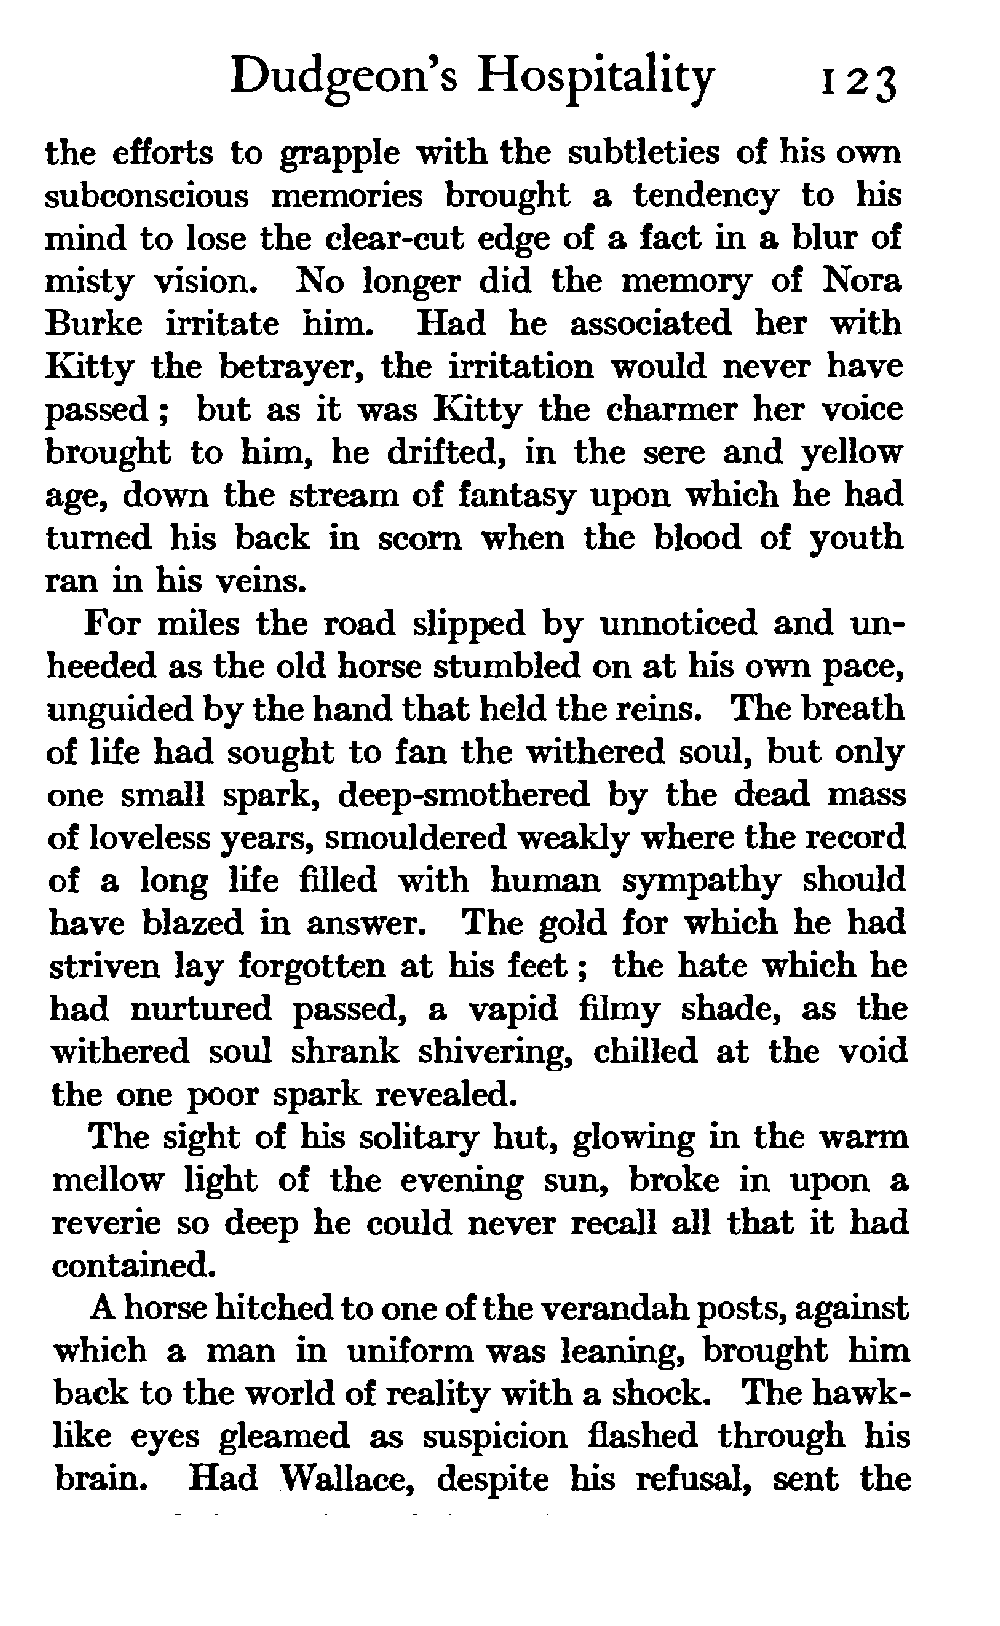 Dudgeon's Hospitality 123
the efforts to grapple with the subtleties of his own
subconscious memories brought a tendency to his
mind to lose the clear-cut edge of a fact in a blur of
misty vision. No longer did the memory of Nora
Burke irritate him. Had he associated her with
Kitty the betrayer, the irritation would never have
passed ; but as it was Kitty the charmer her voice
brought to him, he drifted, in the sere and yellow
age, down the stream of fantasy upon which he had
turned his back in scorn when the blood of youth
ran in his veins.
For miles the road slipped by unnoticed and un-
heeded as the old horse stumbled on at his own pace,
unguided by the hand that held the reins. The breath
of life had sought to fan the withered soul, but only
one small spark, deep-smothered by the dead mass
of loveless years, smouldered weakly where the record
of a long life filled with human sympathy should
have blazed in answer. The gold for which he had
striven lay forgotten at his feet ; the hate which he
had nurtured passed, a vapid filmy shade, as the
withered soul shrank shivering, chilled at the void
the one poor spark revealed.
The sight of his solitary hut, glowing in the warm
mellow light of the evening sun, broke in upon a
reverie so deep he could never recall all that it had
contained.
A horse hitched to one of the verandah posts, against
which a man in uniform was leaning, brought him
back to the world of reality with a shock. The hawk-
like eyes gleamed as suspicion flashed through his
brain. Had Wallace, despite his refusal, sent the